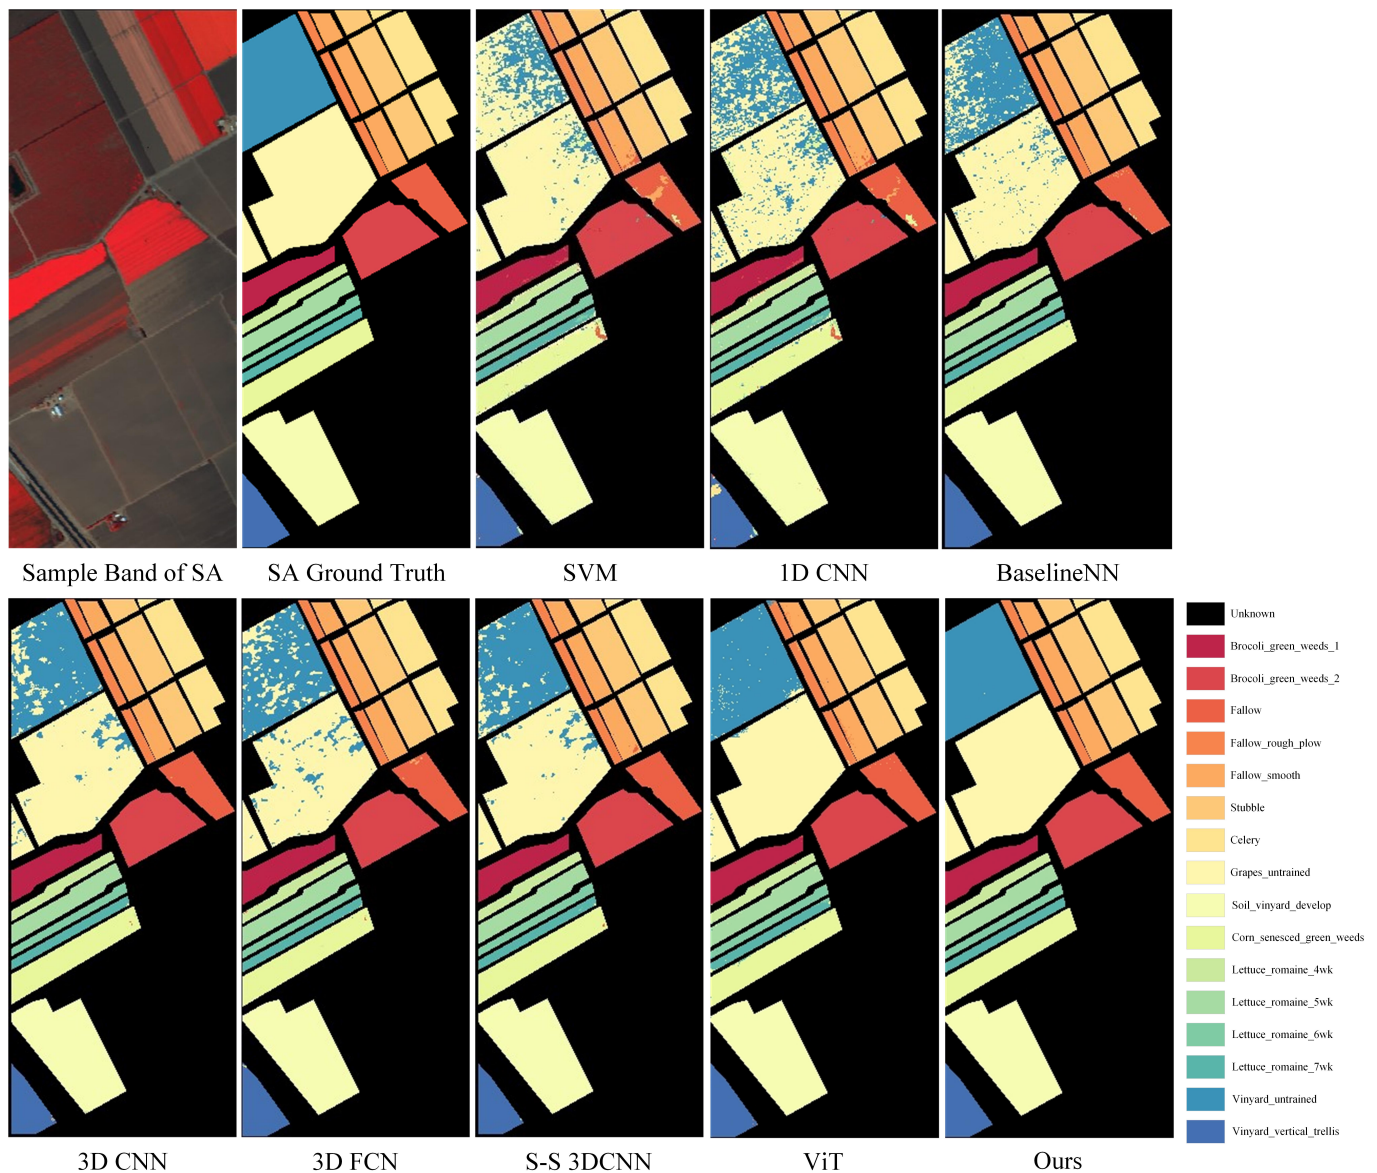 Sample Band of SA
SA Ground Truth
SVM
1D CNN
BaselineNN
3D CNN
3D FCN
S-S 3DCNN
ViT
Ours
Unknown
Brocoli_green_weeds_1
Brocoli_green_weeds_2
Fallow
Fallow_rough_plow
Fallow_smooth
Stubble
Celery
Grapes_untrained
Soil_vinyard_develop
Corn_senesced_green_weeds
Lettuce_romaine_4wk
Lettuce_romaine_5wk
Lettuce_romaine_6wk
Lettuce_romaine_7wk
Vinyard_untrained
Vinyard_vertical_trellis